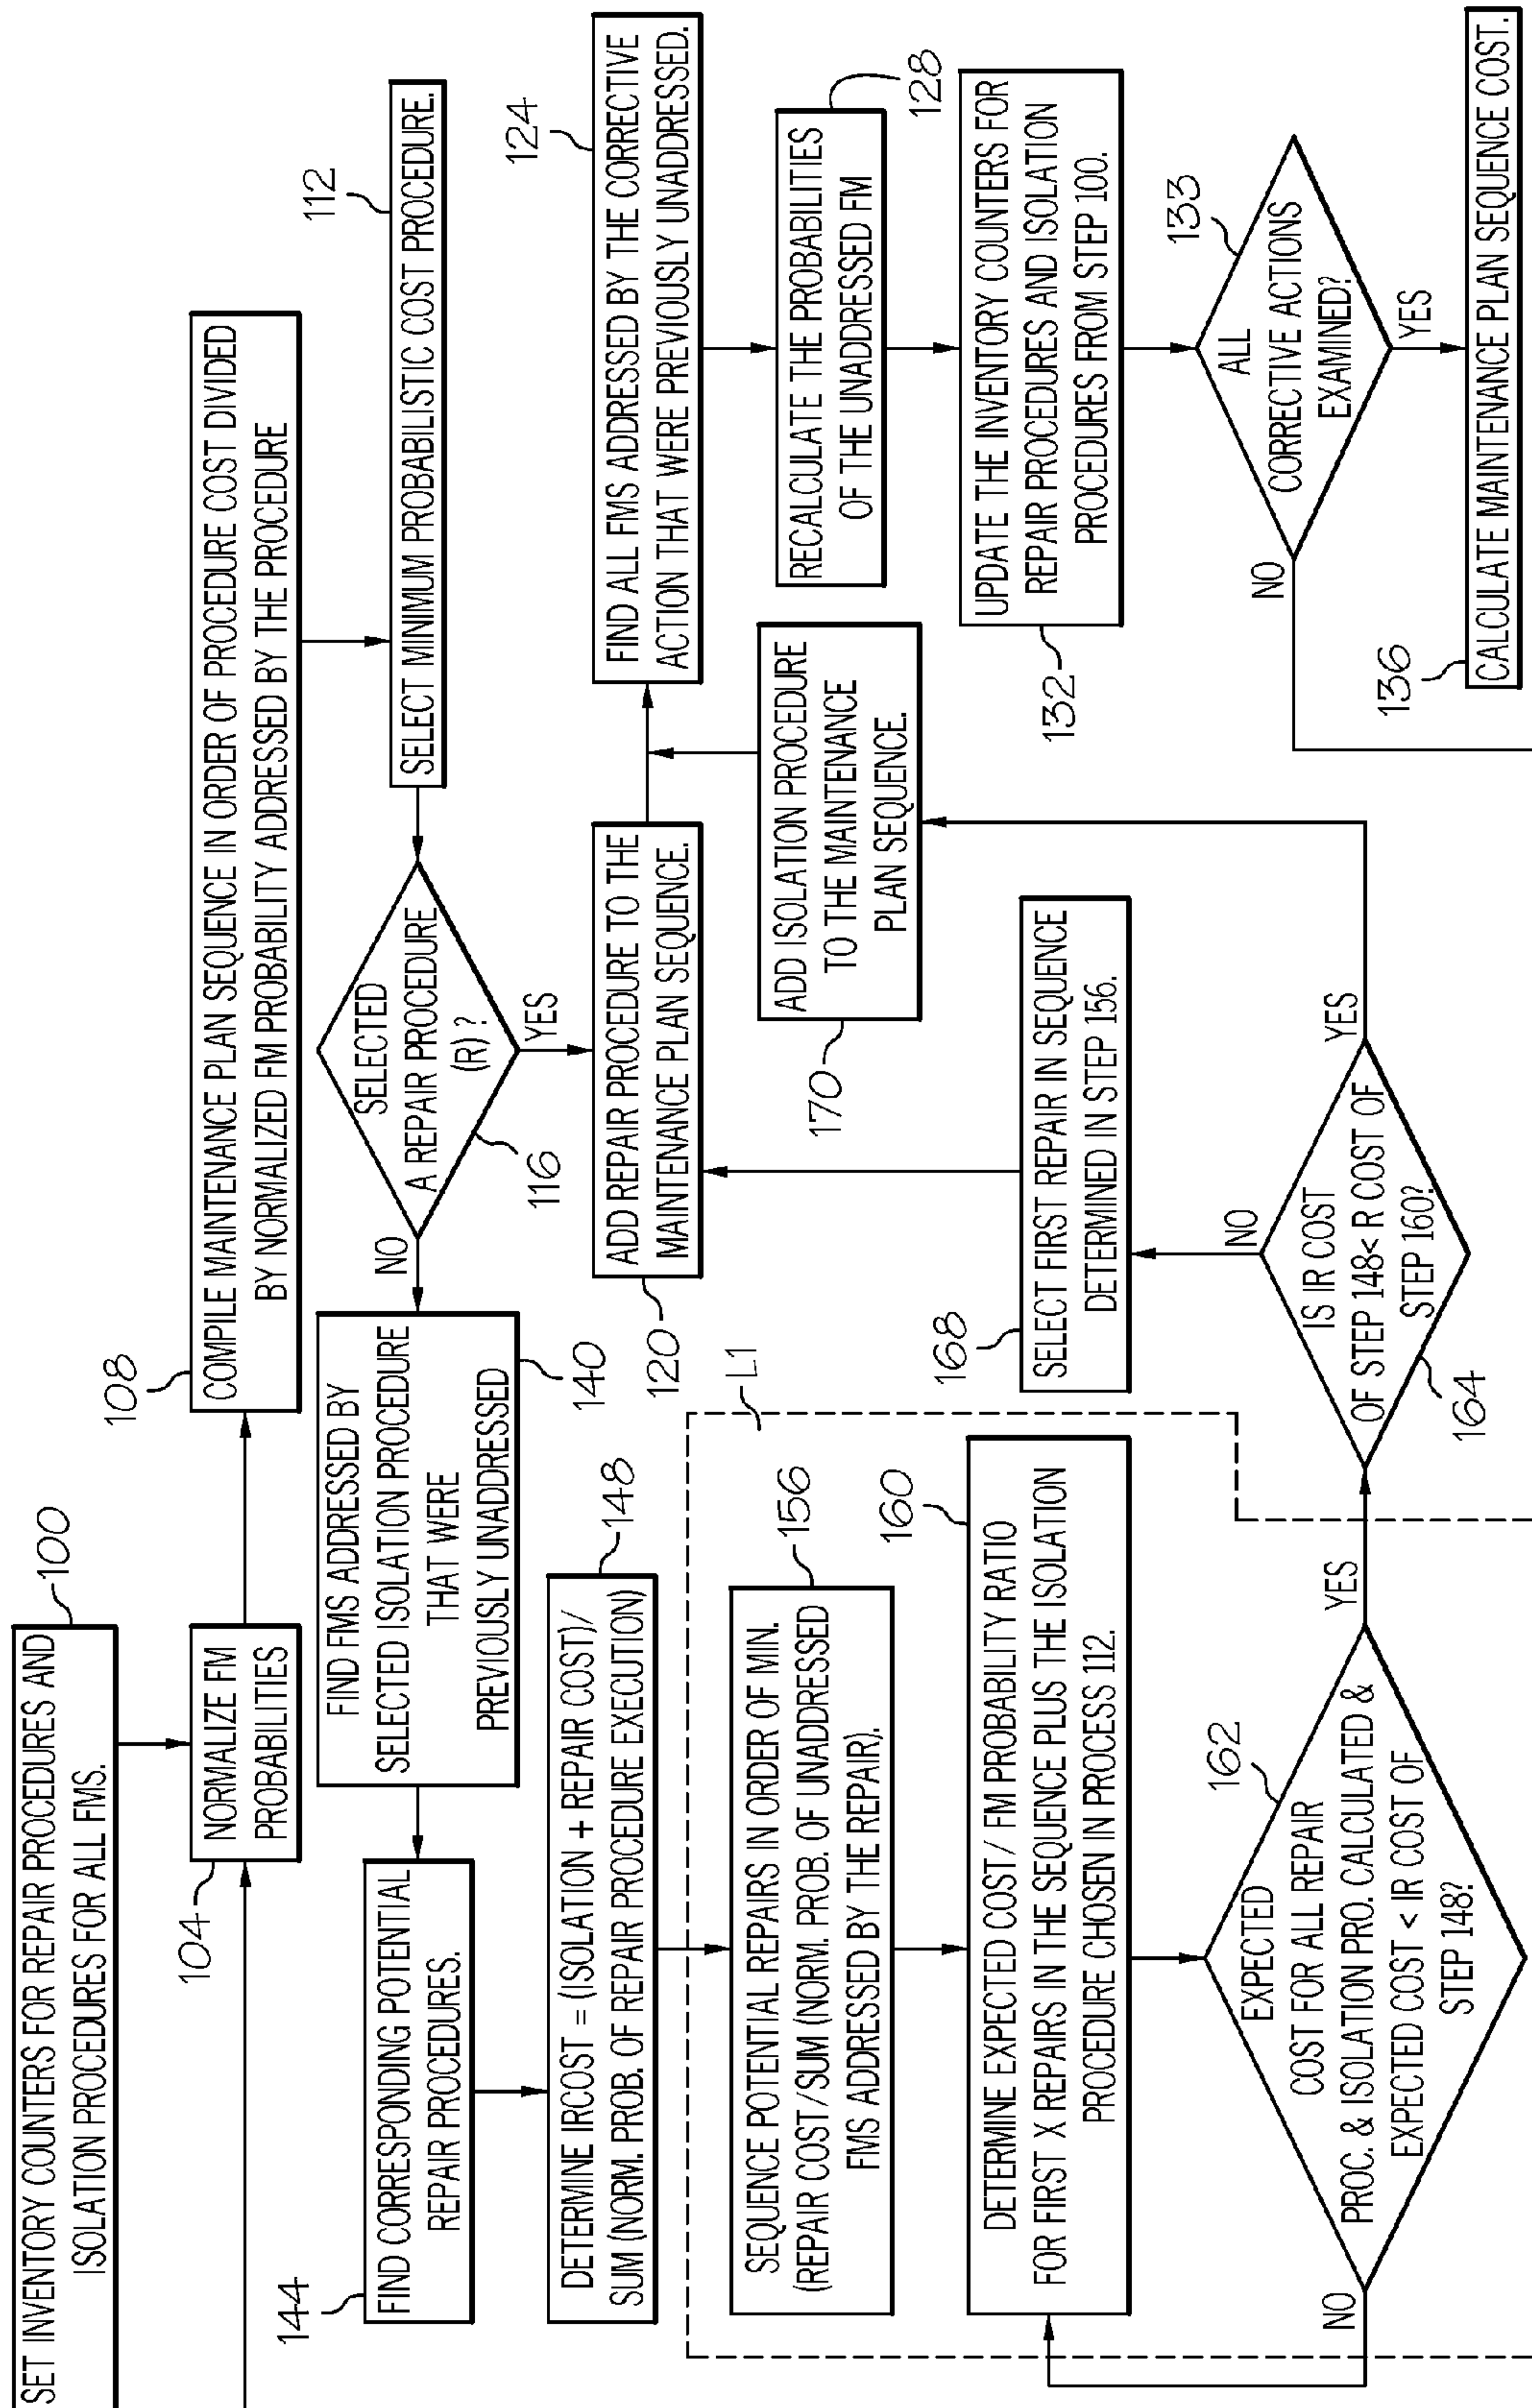 100
SET INVENTORY COUNTERS FOR REPAIR PROCEDURES AND
ISOLATION PROCEDURES FOR ALL FMS.
104
NORMALIZE FM
PROBABILITIES
108
COMPILE MAINTENANCE PLAN SEQUENCE IN ORDER OF PROCEDURE COST DIVIDED
BY NORMALIZED FM PROBABILITY ADDRESSED BY THE PROCEDURE
112
SELECT MINIMUM PROBABILISTIC COST PROCEDURE.
SELECTED
A REPAIR PROCEDURE
(R) ?
116
NO
YES
FIND FMS ADDRESSED BY
SELECTED ISOLATION PROCEDURE
THAT WERE
PREVIOUSLY UNADDRESSED
140
144
FIND CORRESPONDING POTENTIAL
REPAIR PROCEDURES.
148
DETERMINE IRCOST = (ISOLATION + REPAIR COST)/
SUM (NORM. PROB. OF REPAIR PROCEDURE EXECUTION)
L1
156
SEQUENCE POTENTIAL REPAIRS IN ORDER OF MIN.
(REPAIR COST/SUM (NORM. PROB. OF UNADDRESSED
FMS ADDRESSED BY THE REPAIR).
160
DETERMINE EXPECTED COST/ FM PROBABILITY RATIO
FOR FIRST X REPAIRS IN THE SEQUENCE PLUS THE ISOLATION
PROCEDURE CHOSEN IN PROCESS 112.
162
EXPECTED
COST FOR ALL REPAIR
PROC. & ISOLATION PRO. CALCULATED &
EXPECTED COST < IR COST OF
STEP 148?
NO
YES
IS IR COST
OF STEP 148< R COST OF
STEP 160?
164
NO
YES
168
SELECT FIRST REPAIR IN SEQUENCE
DETERMINED IN STEP 156.
170
ADD ISOLATION PROCEDURE
TO THE MAINTENANCE
PLAN SEQUENCE.
120
ADD REPAIR PROCEDURE TO THE
MAINTENANCE PLAN SEQUENCE.
124
FIND ALL FMS ADDRESSED BY THE CORRECTIVE
ACTION THAT WERE PREVIOUSLY UNADDRESSED.
128
RECALCULATE THE PROBABILITIES
OF THE UNADDRESSED FM
132
UPDATE THE INVENTORY COUNTERS FOR
REPAIR PROCEDURES AND ISOLATION
PROCEDURES FROM STEP 100.
133
ALL
CORRECTIVE ACTIONS
EXAMINED?
NO
YES
136
CALCULATE MAINTENANCE PLAN SEQUENCE COST.